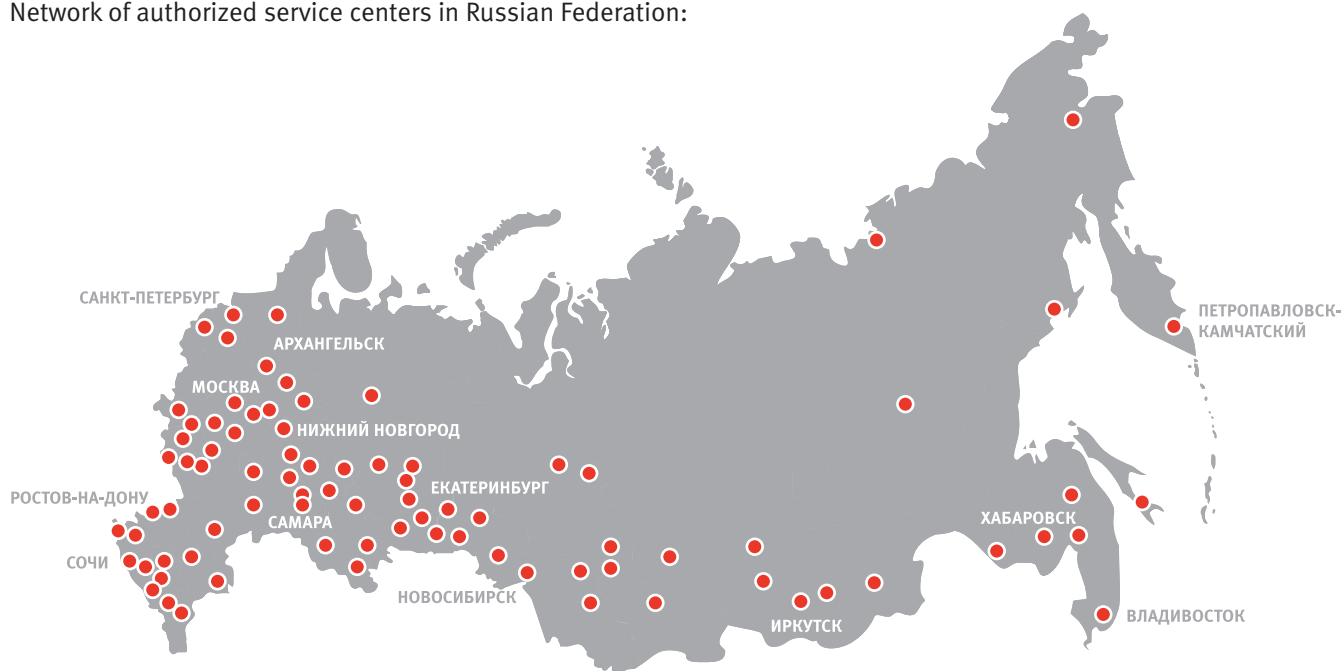 Network of authorized service centers in Russian Federation:
САНКТ-ПЕТЕРБУРГ
ПЕТРОПАВЛОВСК-
КАМЧАТСКИЙ
АРХАНГЕЛЬСК
МОСКВА
НИЖНИЙ НОВГОРОД
ЕКАТЕРИНБУРГ
РОСТОВ-НА-ДОНУ
САМАРА
ХАБАРОВСК
СОЧИ
НОВОСИБИРСК
ИРКУТСК
ВЛАДИВОСТОК